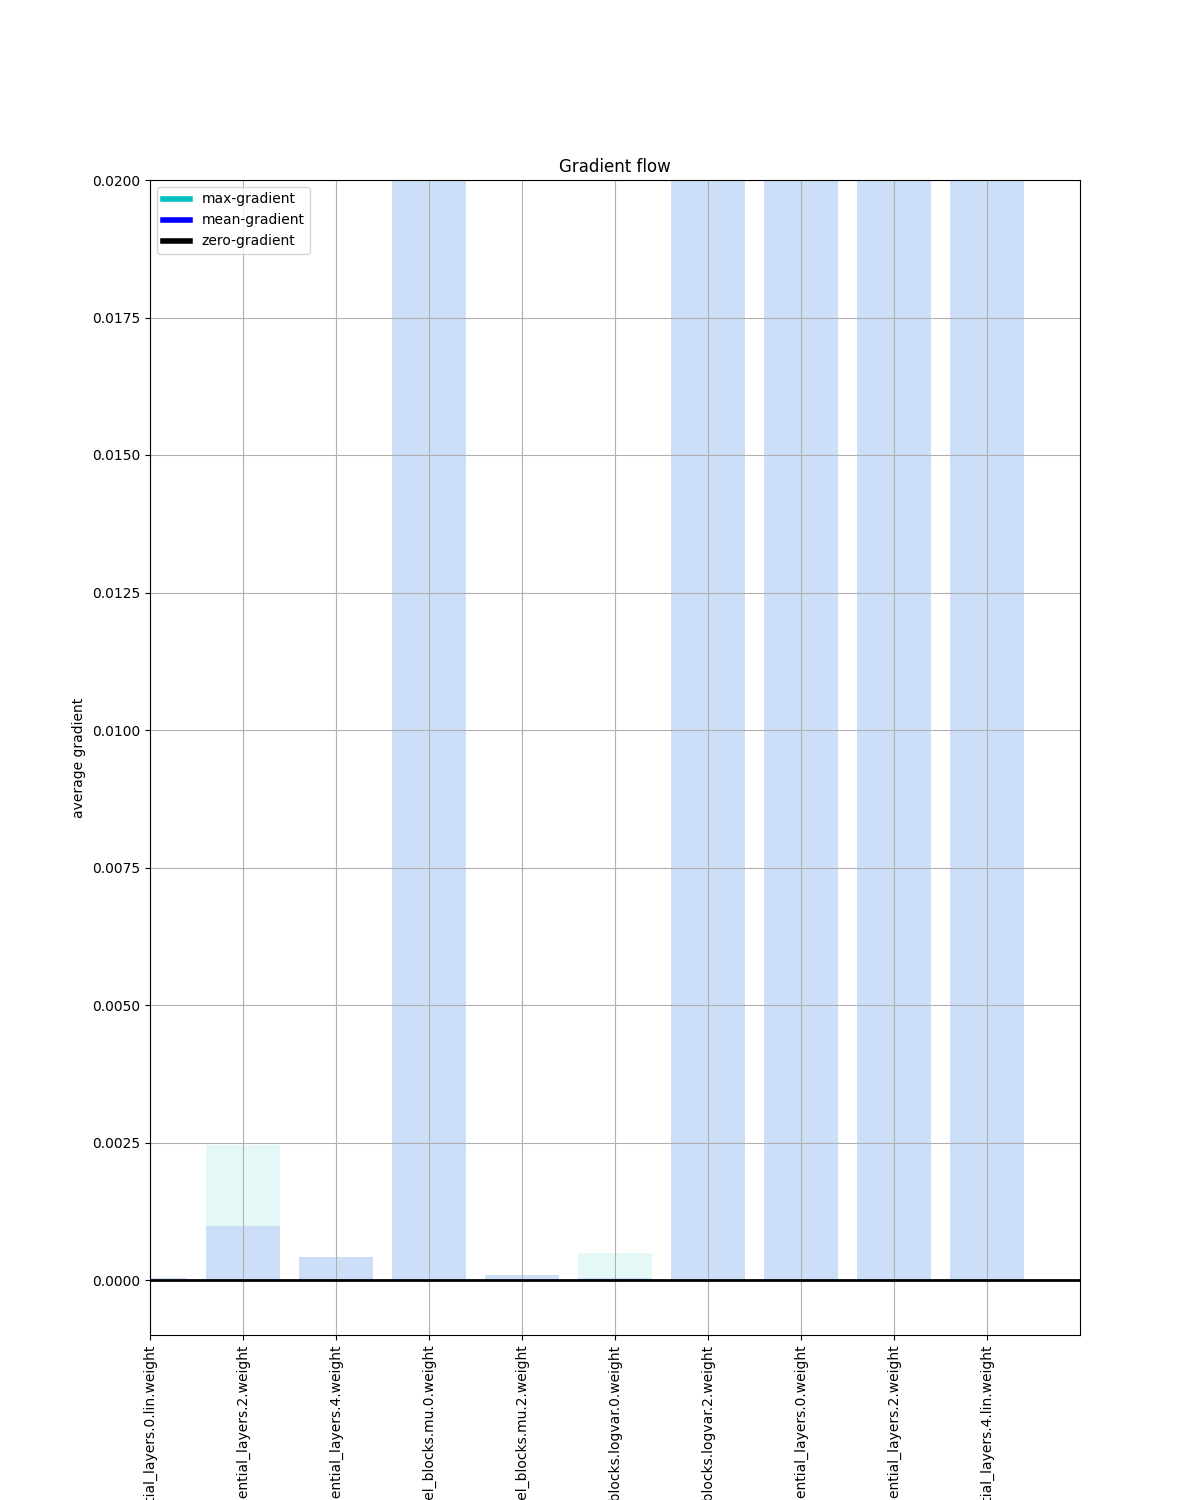 Gradient flow
max-gradient
mean-gradient
zero-gradient
0.0200
0.0175
0.0150
0.0125
0.0100
0.0075
0.0050
0.0025
0.0000
average gradient
tial_layers.0.lin.weight
ential_layers.2.weight
ential_layers.4.weight
el_blocks.mu.0.weight
el_blocks.mu.2.weight
blocks.logvar.0.weight
blocks.logvar.2.weight
ential_layers.0.weight
ential_layers.2.weight
tial_layers.4.lin.weight